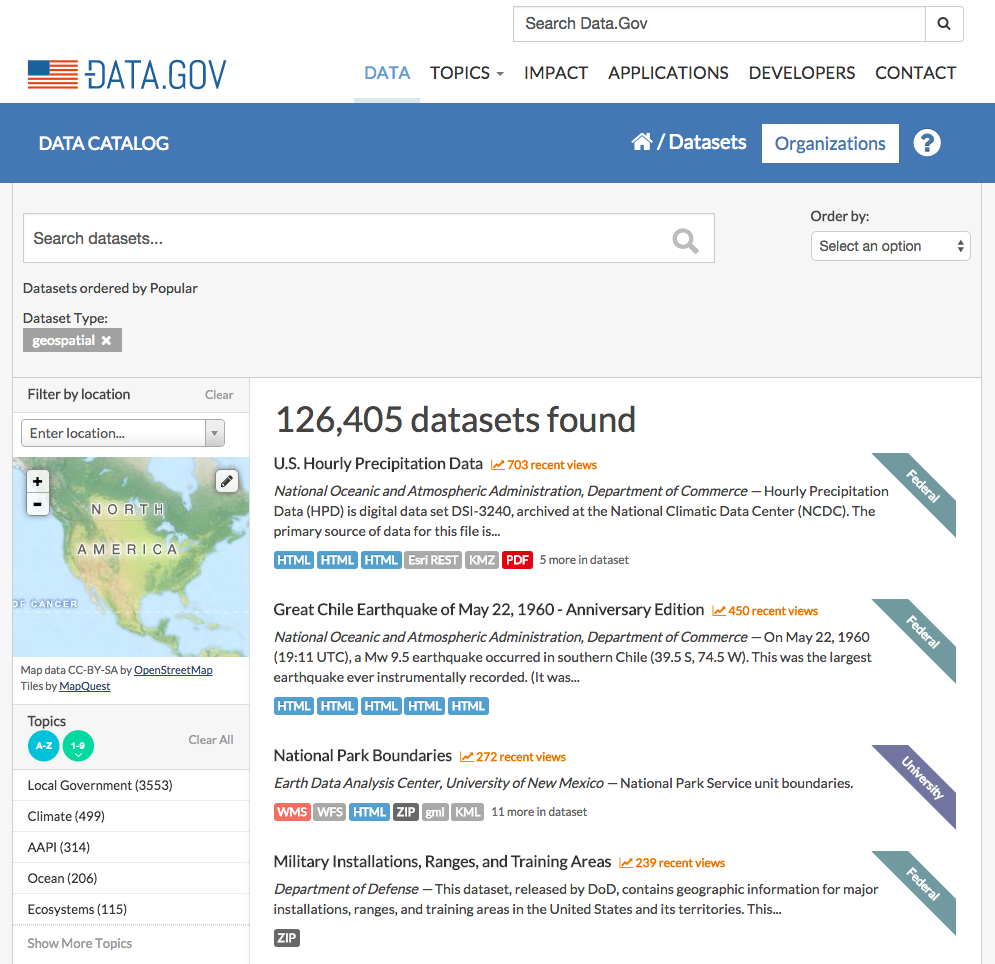 Search Data.Gov
DATA.GOV
DATA TOPICS IMPACT APPLICATIONS DEVELOPERS CONTACT
DATA CATALOG
/ Datasets
Organizations
?
Search datasets...
Order by:
Select an option
Datasets ordered by Popular
Dataset Type:
geospatial ✖
Filter by location Clear
Enter location...
+
-
NORTH
AMERICA
OF CANCER
Map data CC-BY-SA by OpenStreetMap
Tiles by MapQuest
Topics
A-Z 1-9
Clear All
Local Government (3553)
Climate (499)
AAPI (314)
Ocean (206)
Ecosystems (115)
Show More Topics
126,405 datasets found
U.S. Hourly Precipitation Data 703 recent views
Federal
National Oceanic and Atmospheric Administration, Department of Commerce — Hourly Precipitation
Data (HPD) is digital data set DSI-3240, archived at the National Climatic Data Center (NCDC). The
primary source of data for this file is...
HTML HTML HTML Esri REST KMZ PDF 5 more in dataset
Great Chile Earthquake of May 22, 1960 - Anniversary Edition 450 recent views
Federal
National Oceanic and Atmospheric Administration, Department of Commerce — On May 22, 1960
(19:11 UTC), a Mw 9.5 earthquake occurred in southern Chile (39.5 S, 74.5 W). This was the largest
earthquake ever instrumentally recorded. (It was...
HTML HTML HTML HTML HTML
National Park Boundaries 272 recent views
University
Earth Data Analysis Center, University of New Mexico — National Park Service unit boundaries.
WMS WFS HTML ZIP gml KML 11 more in dataset
Military Installations, Ranges, and Training Areas 239 recent views
Federal
Department of Defense — This dataset, released by DoD, contains geographic information for major
installations, ranges, and training areas in the United States and its territories. This...
ZIP